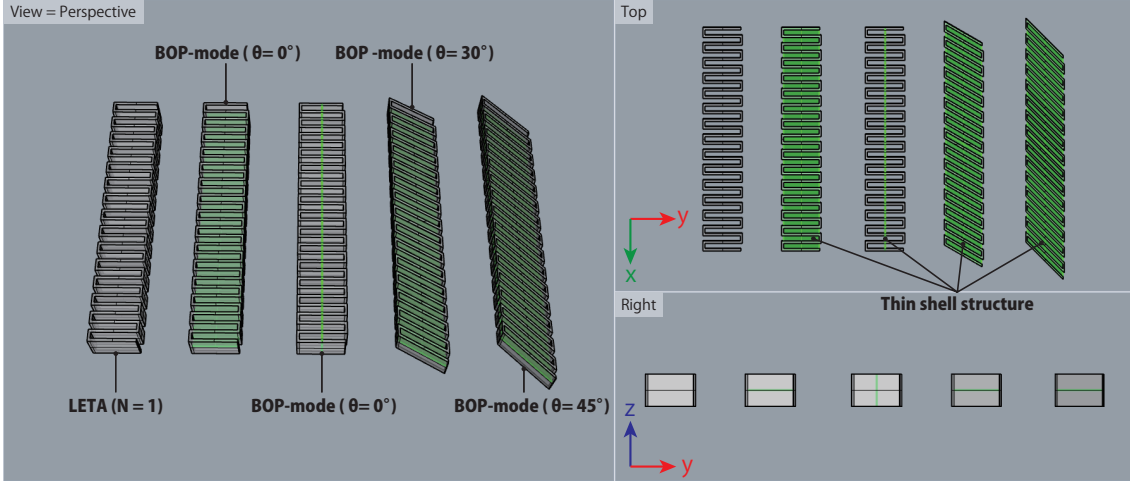 View = Perspective
BOP-mode ( θ= 0˚)
BOP -mode ( θ= 30˚)
LETA (N = 1)
BOP-mode ( θ= 0˚)
BOP-mode ( θ= 45˚)
Top
y
x
Thin shell structure
Right
z
y